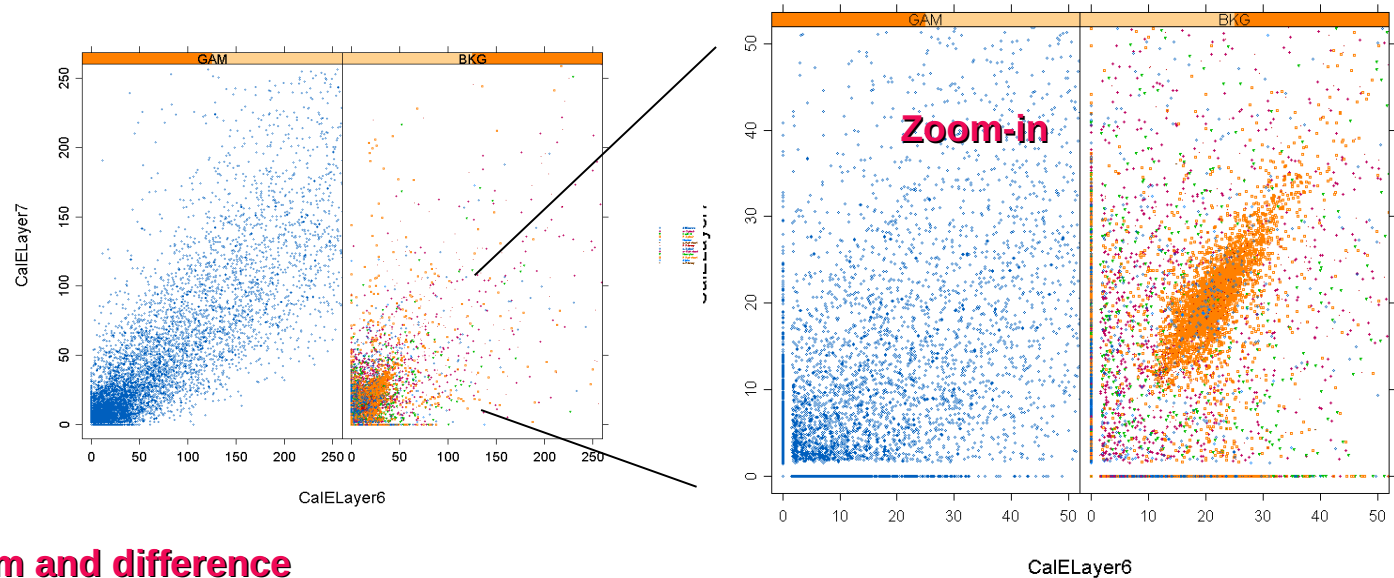 GAM BKG
250
200
150
100
50
0
CalELayer7
0 50 100 150 200 250 0 50 100 150 200 250
CalELayer6
GAM BKG
Zoom-in
50
40
30
20
10
0
0 10 20 30 40 50 0 10 20 30 40 50
CalELayer6
m and difference